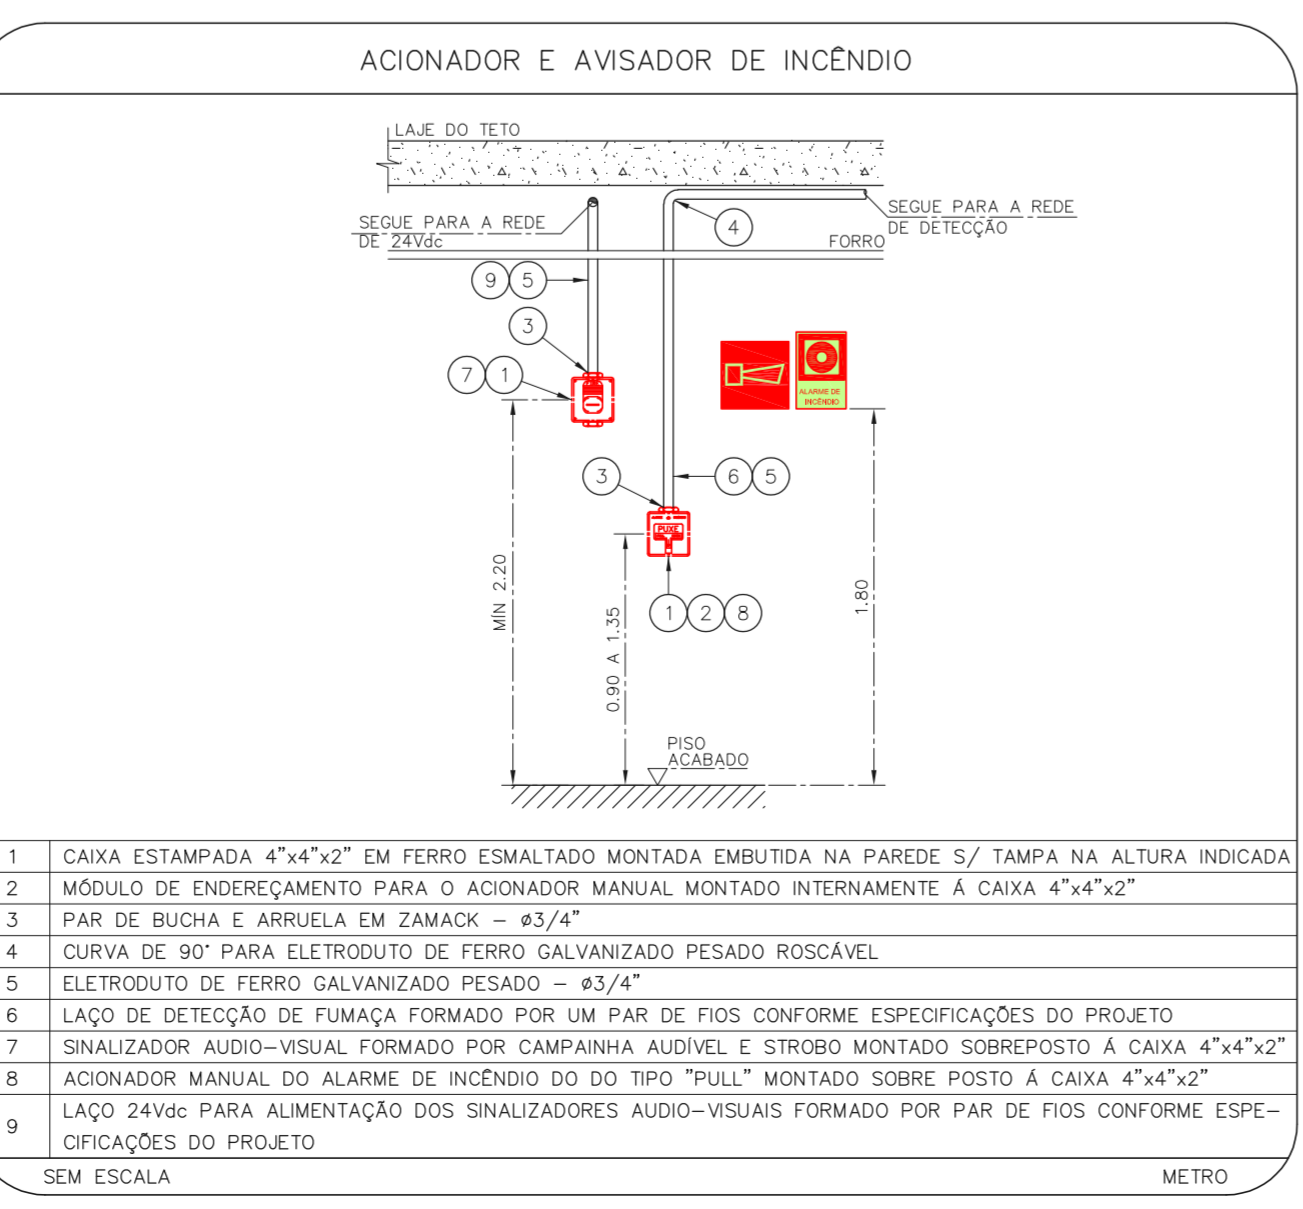 ACIONADOR E AVISADOR DE INCÊNDIO
LAJE DO TETO
SEGUE PARA A REDE
DE 24Vdc
SEGUE PARA A REDE
DE DETECÇÃO
4
FORRO
9 5
3
7 1
ALARME DE
INCÊNDIO
3
6 5
PUXE
1 2 8
MÍN 2.20
0.90 A 1.35
1.80
PISO
ACABADO
1 CAIXA ESTAMPADA 4"x4"x2" EM FERRO ESMALTADO MONTADA EMBUTIDA NA PAREDE S/ TAMPA NA ALTURA INDICADA
2 MÓDULO DE ENDEREÇAMENTO PARA O ACIONADOR MANUAL MONTADO INTERNAMENTE Á CAIXA 4"x4"x2"
3 PAR DE BUCHA E ARRUELA EM ZAMACK – ø3/4"
4 CURVA DE 90° PARA ELETRODUTO DE FERRO GALVANIZADO PESADO ROSCÁVEL
5 ELETRODUTO DE FERRO GALVANIZADO PESADO – ø3/4"
6 LAÇO DE DETECÇÃO DE FUMAÇA FORMADO POR UM PAR DE FIOS CONFORME ESPECIFICAÇÕES DO PROJETO
7 SINALIZADOR AUDIO–VISUAL FORMADO POR CAMPAINHA AUDÍVEL E STROBO MONTADO SOBREPOSTO Á CAIXA 4"x4"x2"
8 ACIONADOR MANUAL DO ALARME DE INCÊNDIO DO DO TIPO "PULL" MONTADO SOBRE POSTO Á CAIXA 4"x4"x2"
9 LAÇO 24Vdc PARA ALIMENTAÇÃO DOS SINALIZADORES AUDIO–VISUAIS FORMADO POR PAR DE FIOS CONFORME ESPE–
CIFICAÇÕES DO PROJETO
SEM ESCALA
METRO